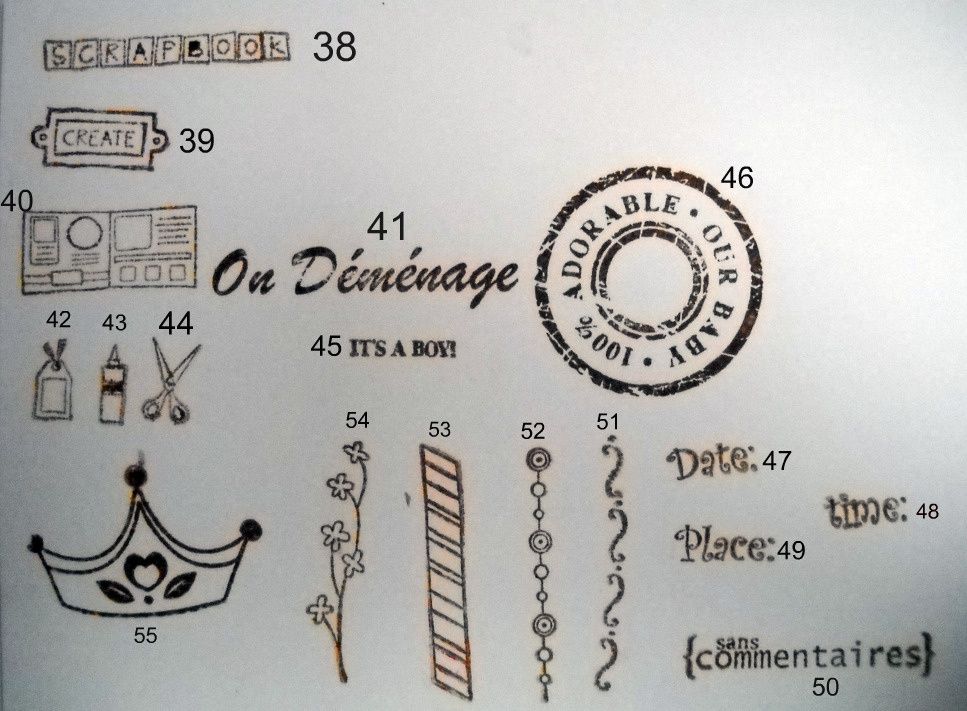 SCRAPBOOK 38
CREATE 39
40
41
On Déménage
46
100% ADORABLE • OUR BABY •
42 43 44
45 IT'S A BOY!
54 53 52 51
Date: 47
time: 48
Place: 49
{sans commentaires}
50
55